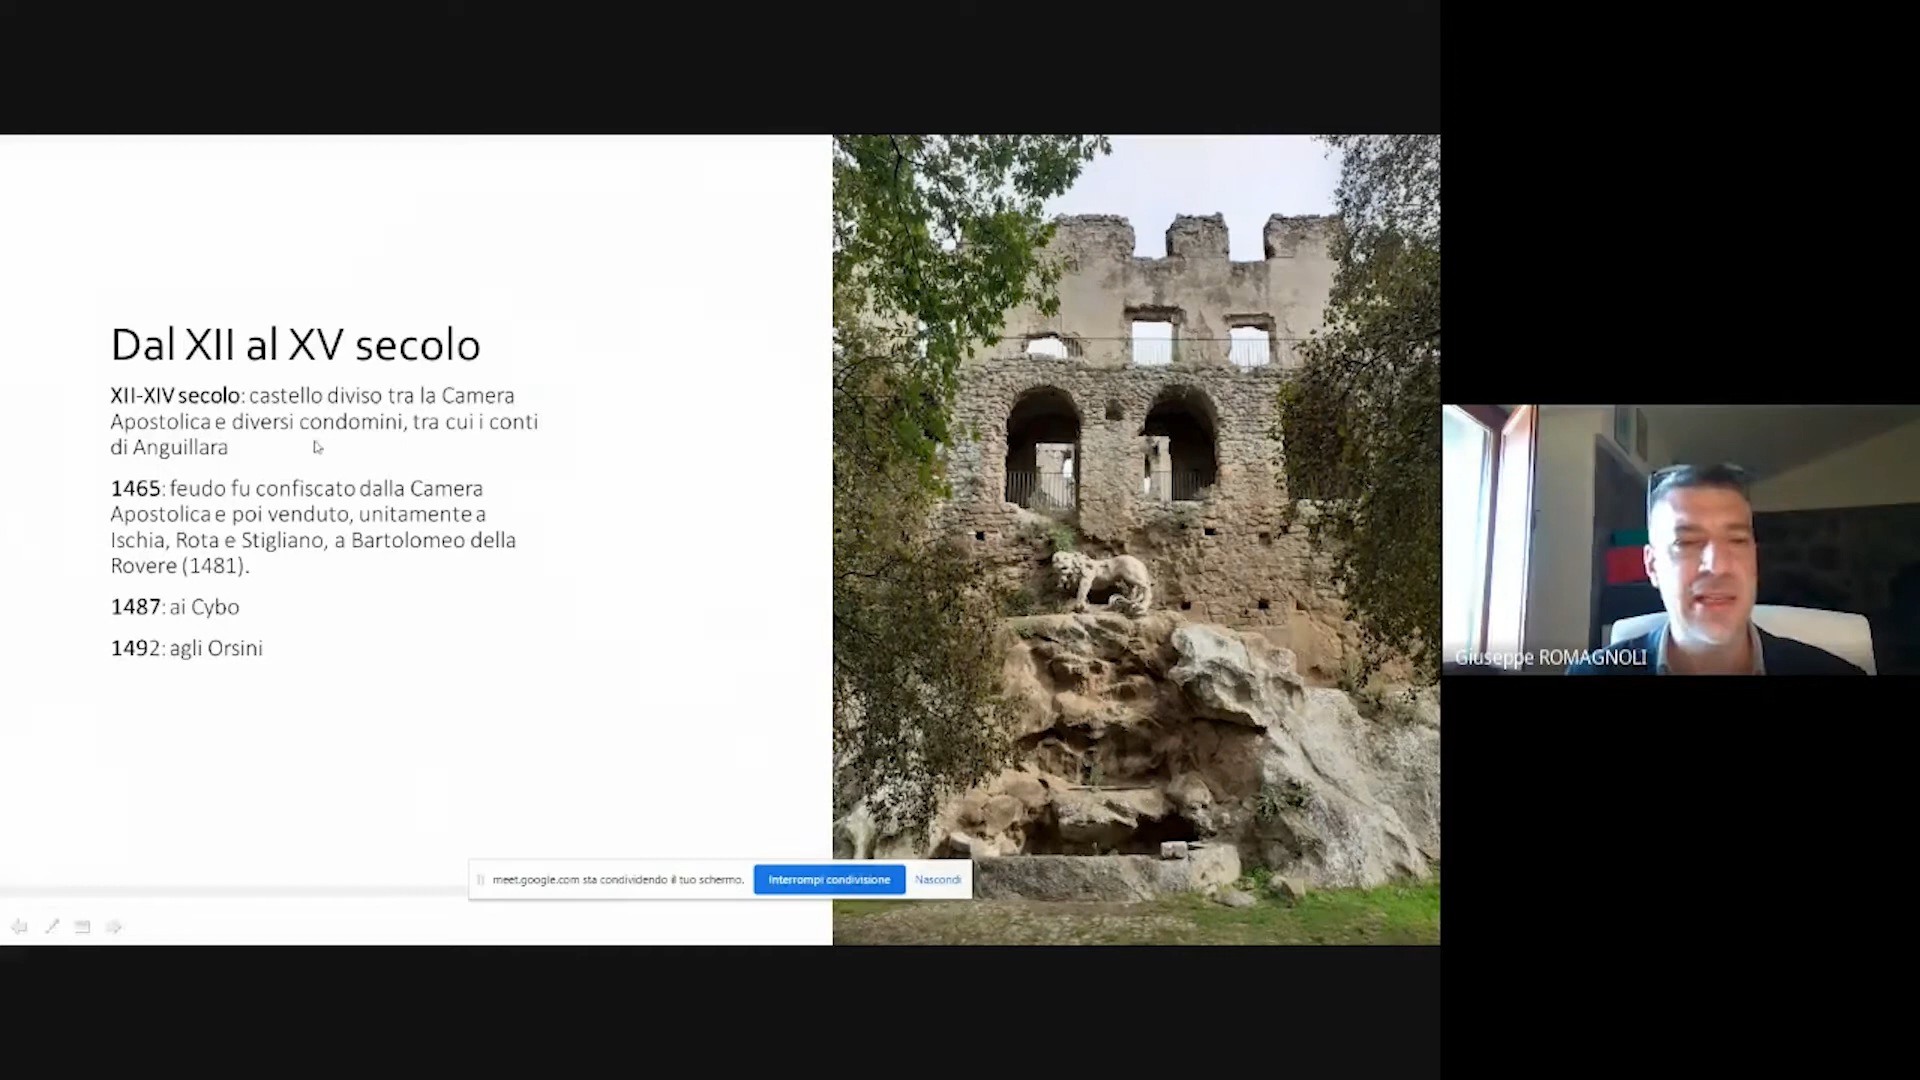 Dal XII al XV secolo
XII-XIV secolo: castello diviso tra la Camera
Apostolica e diversi condomini, tra cui i conti
di Anguillara
1465: feudo fu confiscato dalla Camera
Apostolica e poi venduto, unitamente a
Ischia, Rota e Stigliano, a Bartolomeo della
Rovere (1481).
1487: ai Cybo
1492: agli Orsini
meet.google.com sta condividendo il tuo schermo. Interrompi condivisione Nascondi
Giuseppe ROMAGNOLI